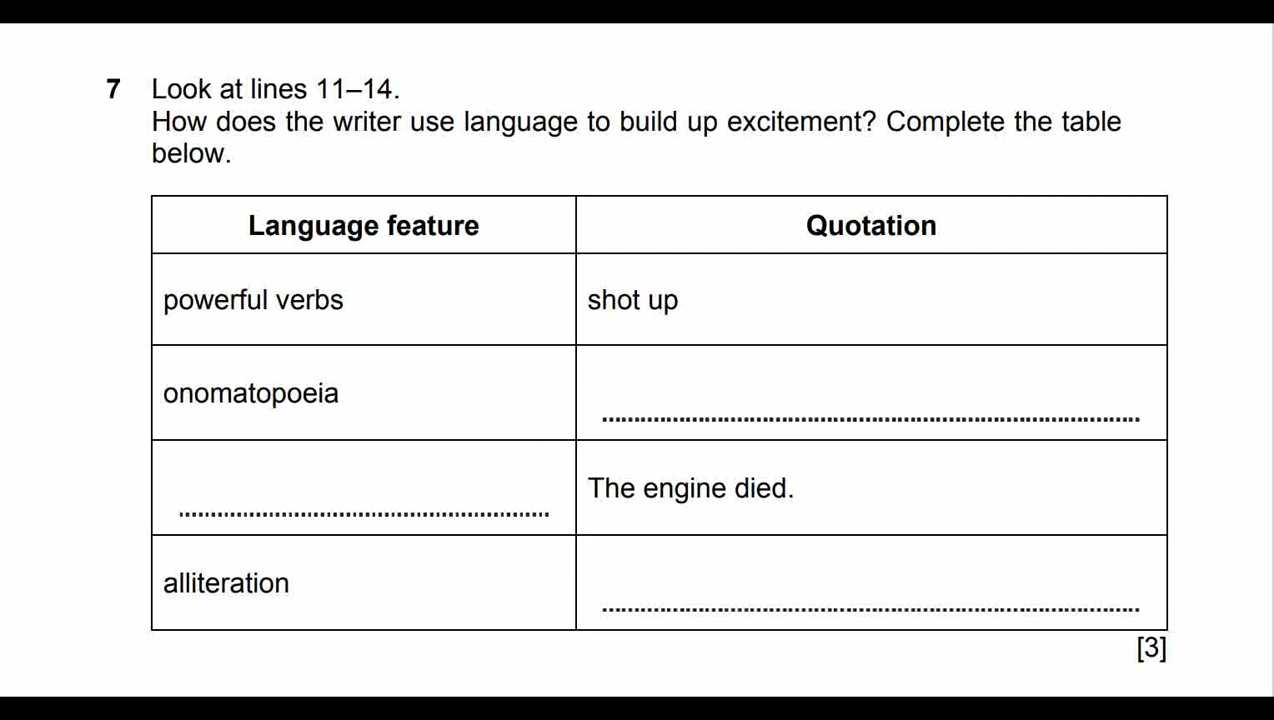 7 Look at lines 11–14.
How does the writer use language to build up excitement? Complete the table
below.
Language feature Quotation
powerful verbs shot up
onomatopoeia ................................................................................
....................................................... The engine died.
alliteration ................................................................................
[3]